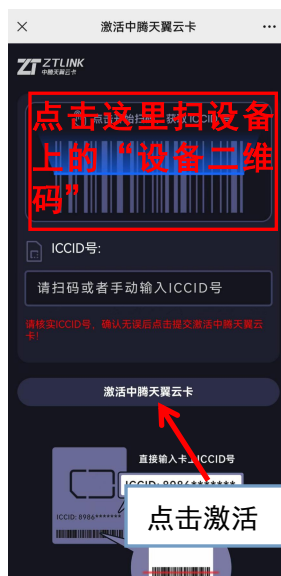 激活中腾天翼云卡
ZT ZTLINK
中腾天翼云卡
点击这里扫设备
上的“设备二维
码”
ICCID号:
请扫码或者手动输入ICCID号
请核实ICCID号，确认无误后点击提交激活中腾天翼云
卡!
激活中腾天翼云卡
直接输入卡上ICCID号
ICCID: 8986*******
ICCID: 8986*******
点击激活